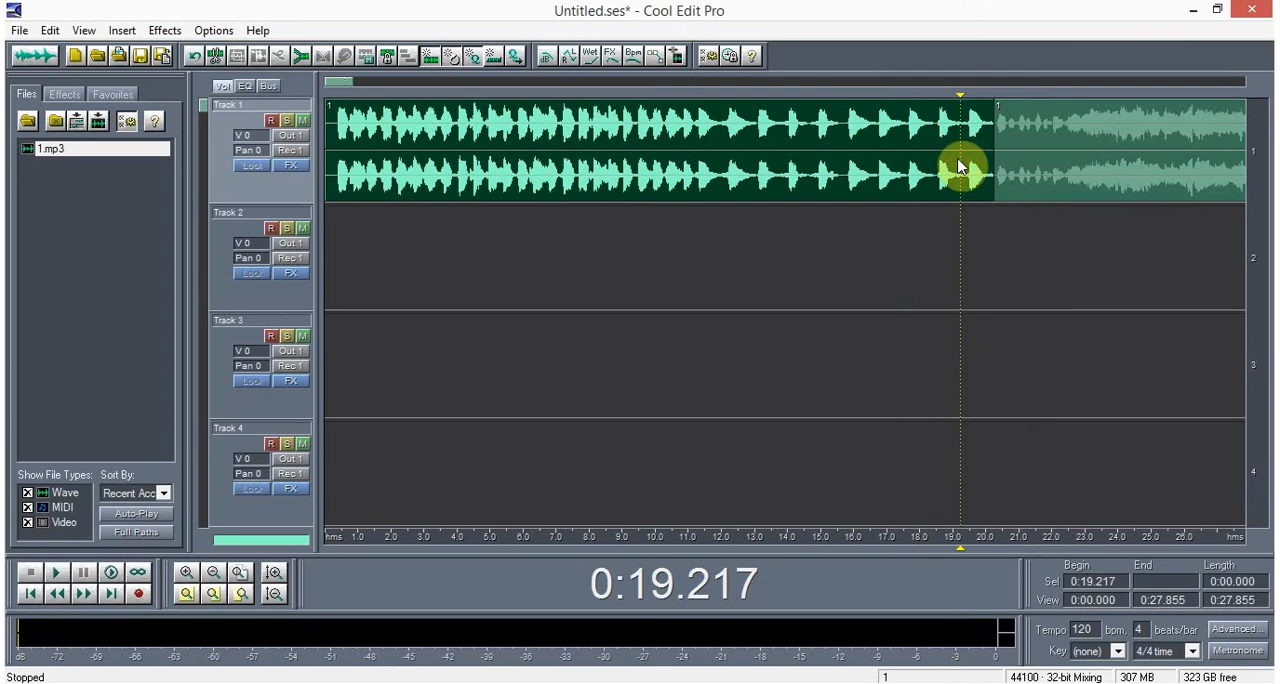 Untitled.ses* - Cool Edit Pro
File Edit View Insert Effects Options Help
Files Effects Favorites
1.mp3
Show File Types: Sort By:
Wave Recent Acc
MIDI Auto-Play
Video Full Paths
Vol EQ Bus
Track 1
R S M
V 0 Out 1
Pan 0 Rec 1
Lock FX
1 1
1
Track 2
R S M
V 0 Out 1
Pan 0 Rec 1
Lock FX
2
Track 3
R S M
V 0 Out 1
Pan 0 Rec 1
Lock FX
3
Track 4
R S M
V 0 Out 1
Pan 0 Rec 1
Lock FX
4
hms 1.0 2.0 3.0 4.0 5.0 6.0 7.0 8.0 9.0 10.0 11.0 12.0 13.0 14.0 15.0 16.0 17.0 18.0 19.0 20.0 21.0 22.0 23.0 24.0 25.0 26.0 hms
0:19.217
Begin End Length
Sel 0:19.217 0:00.000
View 0:00.000 0:27.855 0:27.855
dB -72 -69 -66 -63 -60 -57 -54 -51 -48 -45 -42 -39 -36 -33 -30 -27 -24 -21 -18 -15 -12 -9 -6 -3 0
Tempo 120 bpm, 4 beats/bar Advanced...
Key (none) 4/4 time Metronome
Stopped 1 44100 · 32-bit Mixing 307 MB 323 GB free